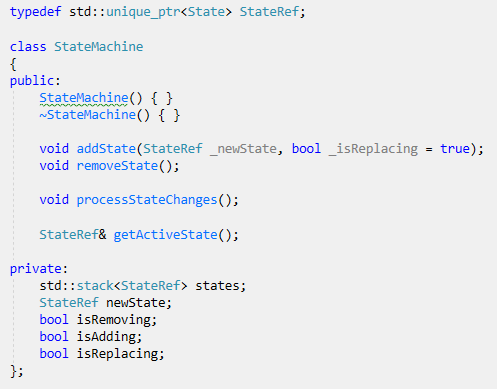 typedef std::unique_ptr<State> StateRef;
class StateMachine
{
public:
StateMachine() { }
~StateMachine() { }
void addState(StateRef _newState, bool _isReplacing = true);
void removeState();
void processStateChanges();
StateRef& getActiveState();
private:
std::stack<StateRef> states;
StateRef newState;
bool isRemoving;
bool isAdding;
bool isReplacing;
};